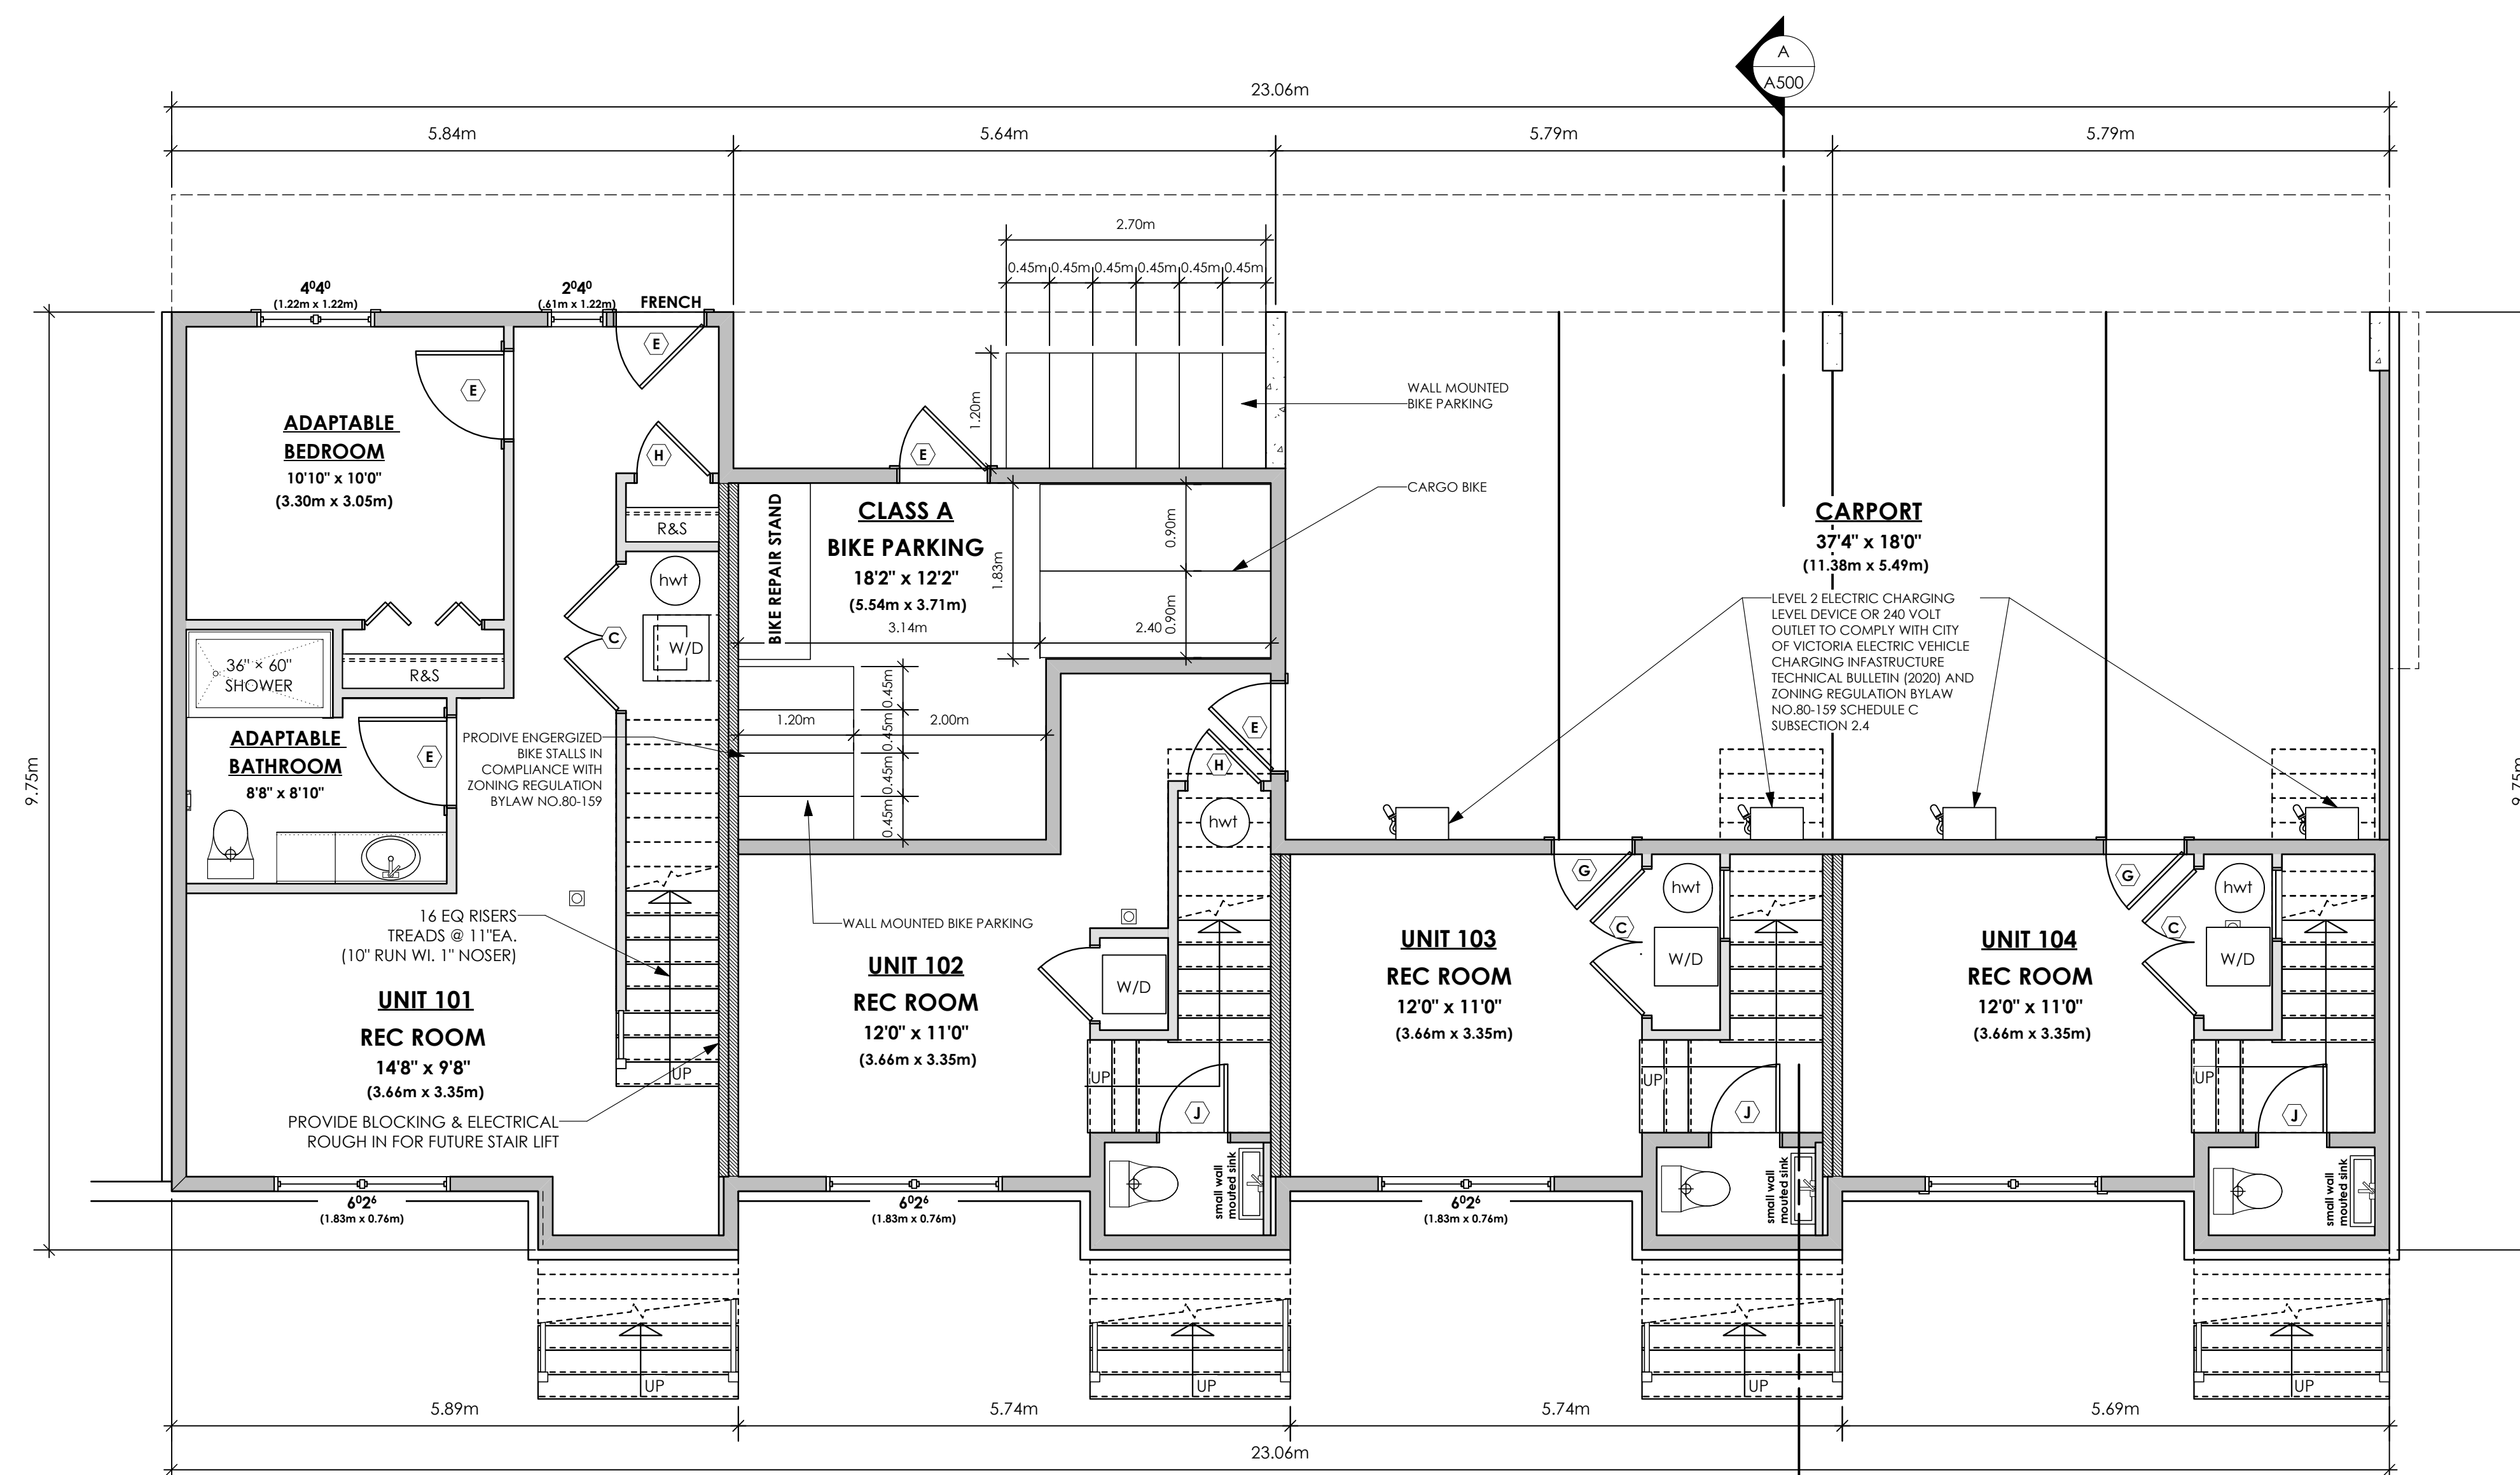 A
A500
23.06m
5.84m
5.64m
5.79m
5.79m
2.70m
0.45m
0.45m
0.45m
0.45m
0.45m
0.45m
4⁰4⁰
(1.22m x 1.22m)
2⁰4⁰
(.61m x 1.22m)
FRENCH
E
E
ADAPTABLE
BEDROOM
10'10" x 10'0"
(3.30m x 3.05m)
H
R&S
hwt
W/D
C
1.20m
E
WALL MOUNTED
BIKE PARKING
CARGO BIKE
BIKE REPAIR STAND
CLASS A
BIKE PARKING
18'2" x 12'2"
(5.54m x 3.71m)
1.83m
0.90m
0.90m
3.14m
2.40
CARPORT
37'4" x 18'0"
(11.38m x 5.49m)
LEVEL 2 ELECTRIC CHARGING
LEVEL DEVICE OR 240 VOLT
OUTLET TO COMPLY WITH CITY
OF VICTORIA ELECTRIC VEHICLE
CHARGING INFASTRUCTURE
TECHNICAL BULLETIN (2020) AND
ZONING REGULATION BYLAW
NO.80-159 SCHEDULE C
SUBSECTION 2.4
36" × 60"
SHOWER
R&S
ADAPTABLE
BATHROOM
8'8" x 8'10"
E
PRODIVE ENGERGIZED
BIKE STALLS IN
COMPLIANCE WITH
ZONING REGULATION
BYLAW NO.80-159
1.20m
2.00m
0.45m
0.45m
0.45m
0.45m
E
H
hwt
9.75m
9.75m
16 EQ RISERS
TREADS @ 11"EA.
(10" RUN WI. 1" NOSER)
WALL MOUNTED BIKE PARKING
UNIT 101
REC ROOM
14'8" x 9'8"
(3.66m x 3.35m)
UP
PROVIDE BLOCKING & ELECTRICAL
ROUGH IN FOR FUTURE STAIR LIFT
UNIT 102
REC ROOM
12'0" x 11'0"
(3.66m x 3.35m)
W/D
UP
J
G
hwt
C
W/D
UNIT 103
REC ROOM
12'0" x 11'0"
(3.66m x 3.35m)
UP
J
G
hwt
C
W/D
UNIT 104
REC ROOM
12'0" x 11'0"
(3.66m x 3.35m)
UP
J
small wall
mouted sink
small wall
mouted sink
small wall
mouted sink
6⁰2⁶
(1.83m x 0.76m)
6⁰2⁶
(1.83m x 0.76m)
6⁰2⁶
(1.83m x 0.76m)
UP
UP
UP
UP
5.89m
5.74m
5.74m
5.69m
23.06m